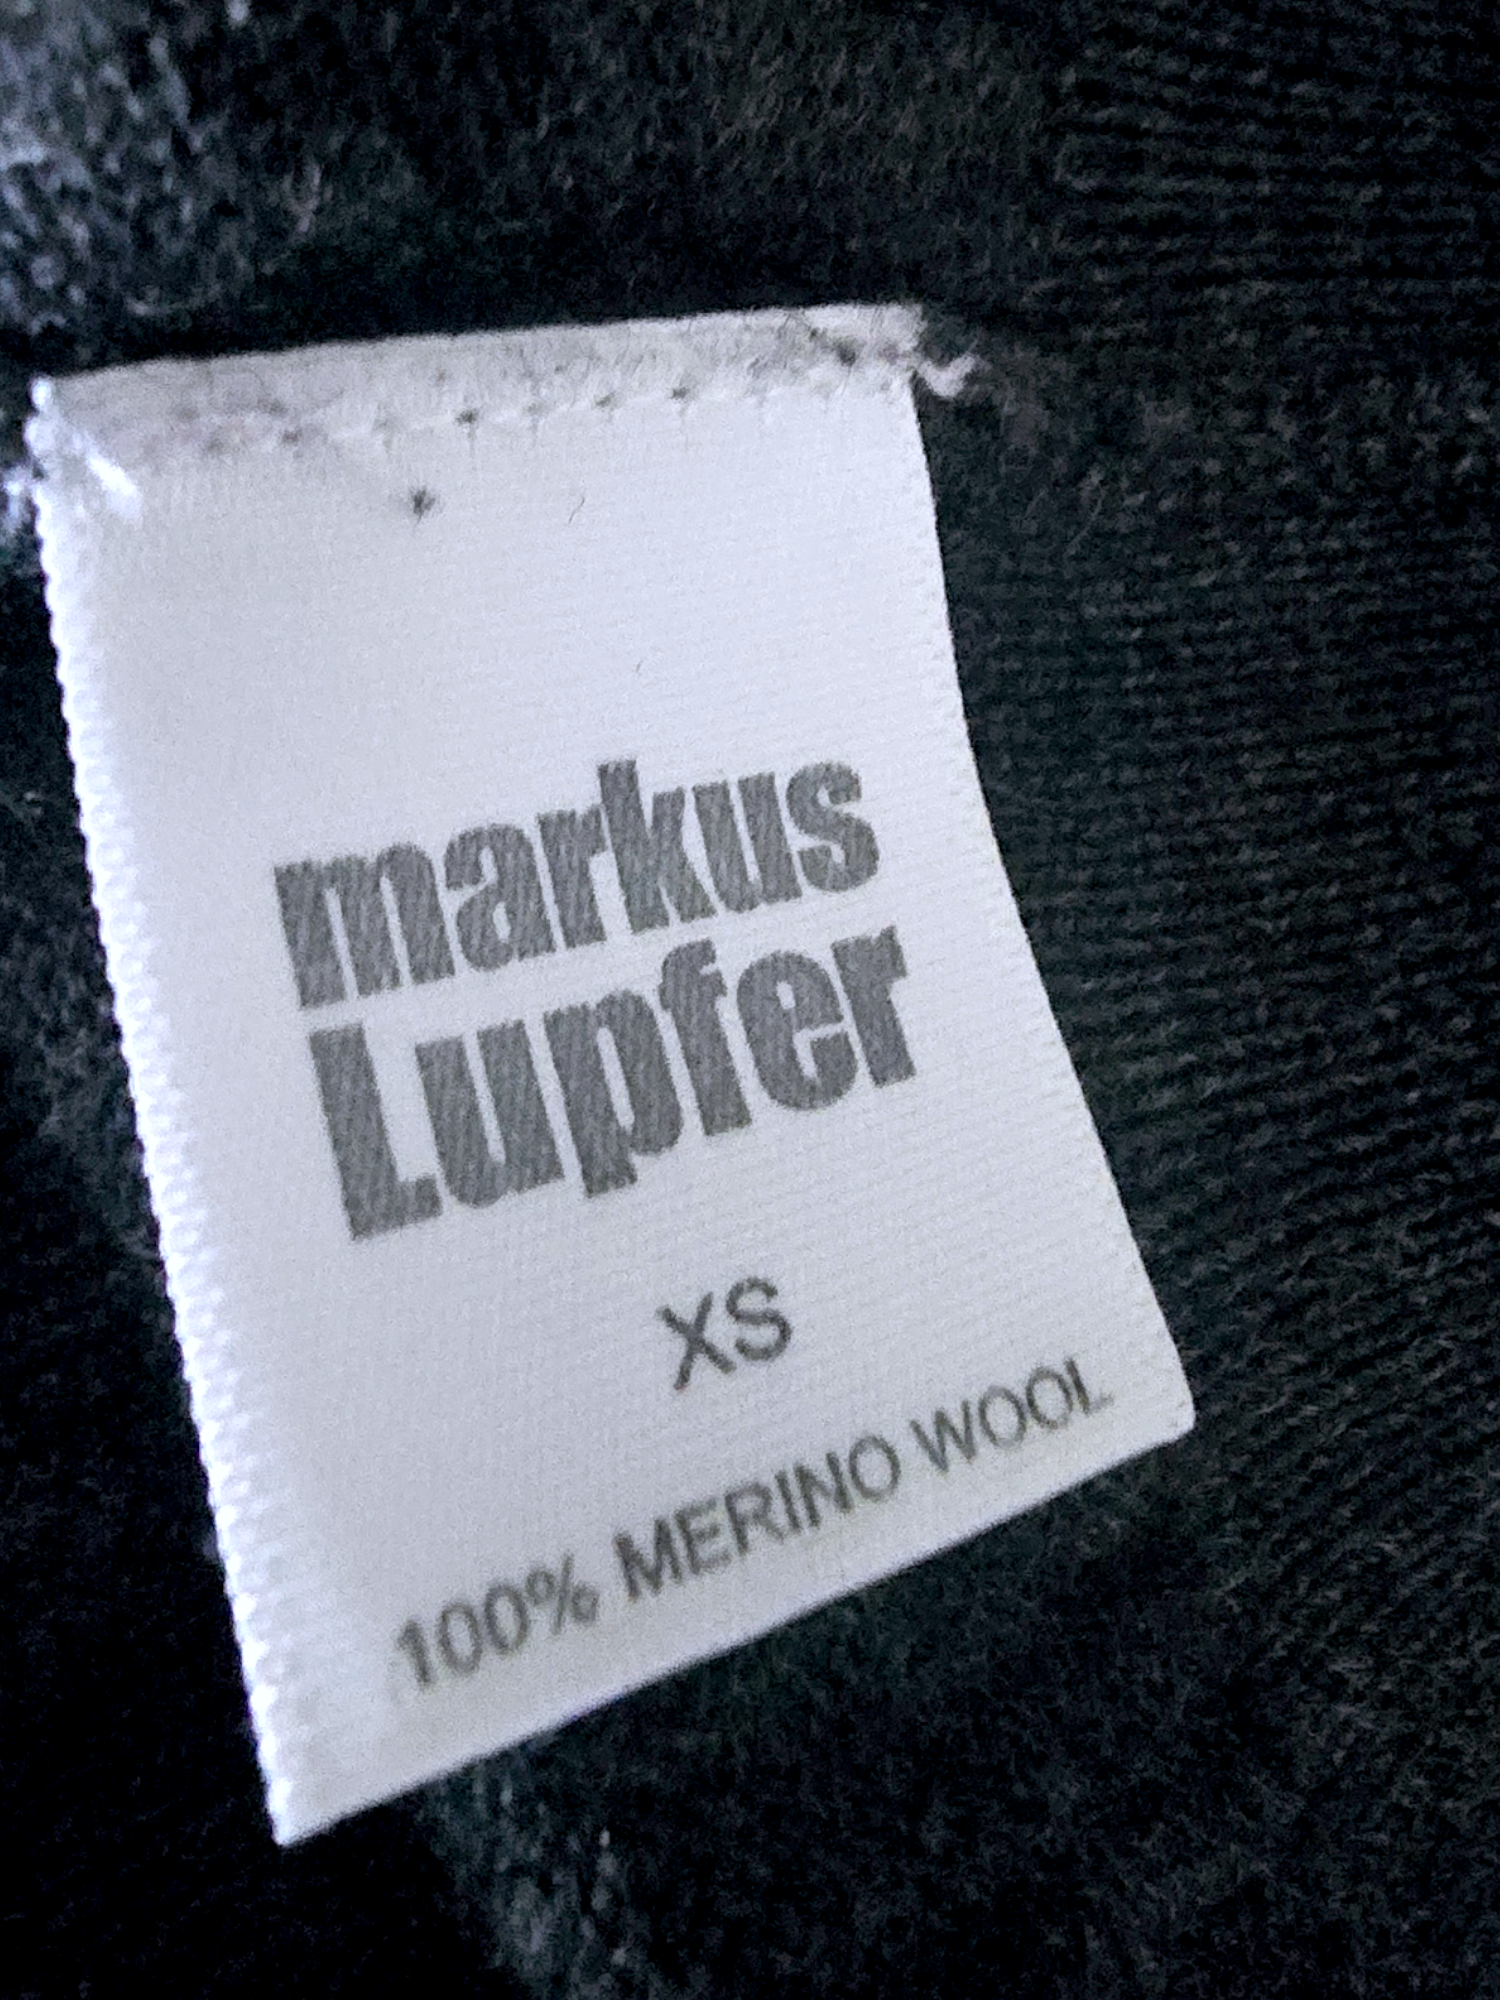 markus
Lupfer
XS
100% MERINO WOOL